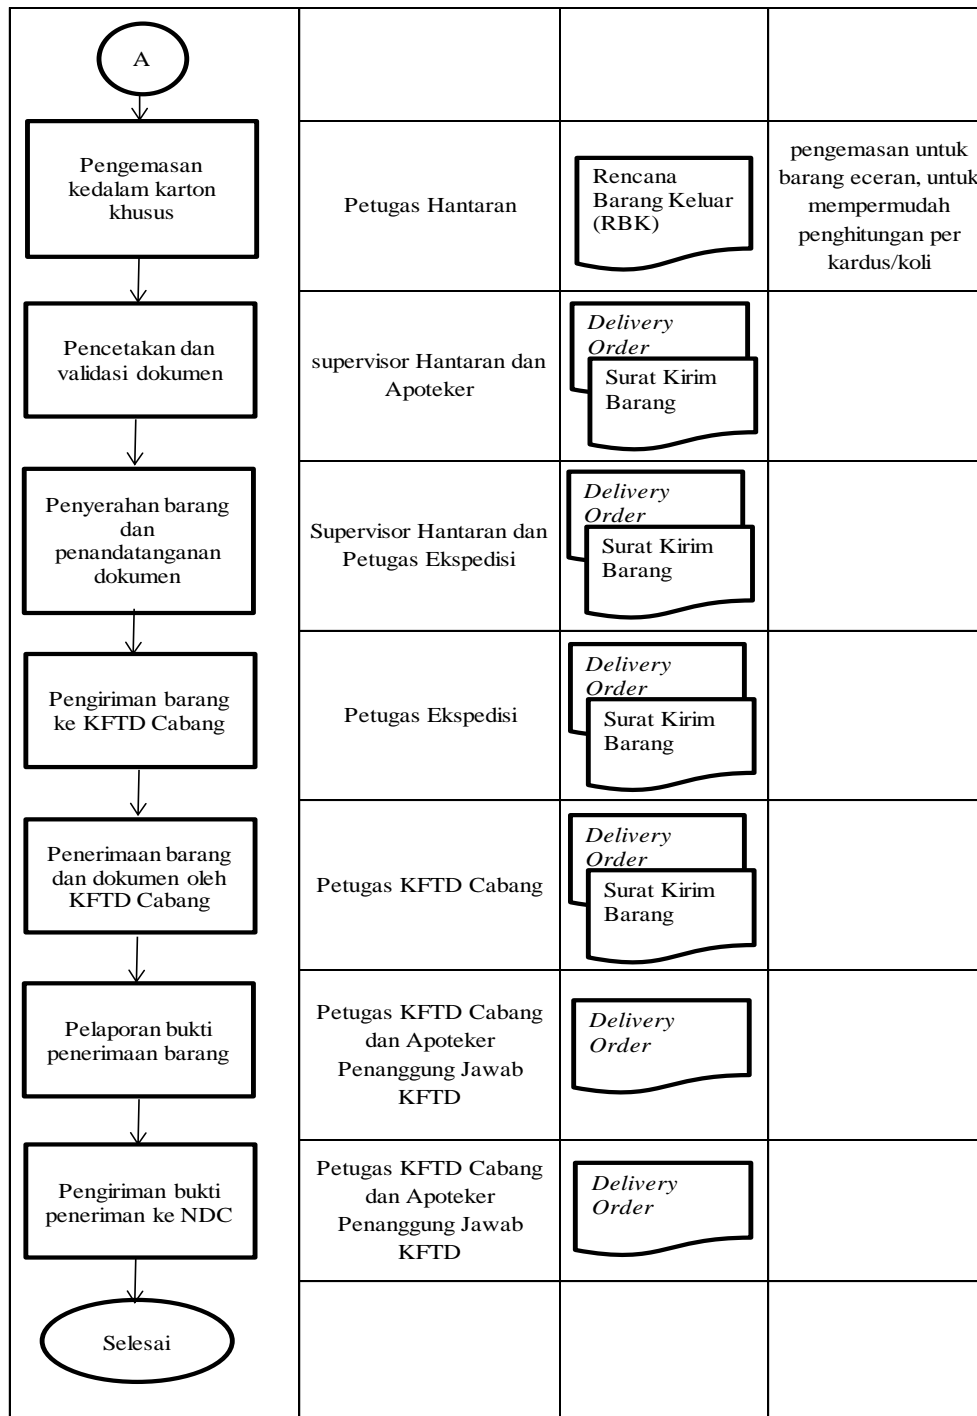 A
Pengemasan
kedalam karton
khusus
Petugas Hantaran
Rencana
Barang Keluar
(RBK)
pengemasan untuk
barang eceran, untuk
mempermudah
penghitungan per
kardus/koli
Pencetakan dan
validasi dokumen
supervisor Hantaran dan
Apoteker
Delivery
Order
Surat Kirim
Barang
Penyerahan barang
dan
penandatanganan
dokumen
Supervisor Hantaran dan
Petugas Ekspedisi
Delivery
Order
Surat Kirim
Barang
Pengiriman barang
ke KFTD Cabang
Petugas Ekspedisi
Delivery
Order
Surat Kirim
Barang
Penerimaan barang
dan dokumen oleh
KFTD Cabang
Petugas KFTD Cabang
Delivery
Order
Surat Kirim
Barang
Pelaporan bukti
penerimaan barang
Petugas KFTD Cabang
dan Apoteker
Penanggung Jawab
KFTD
Delivery
Order
Pengiriman bukti
peneriman ke NDC
Petugas KFTD Cabang
dan Apoteker
Penanggung Jawab
KFTD
Delivery
Order
Selesai